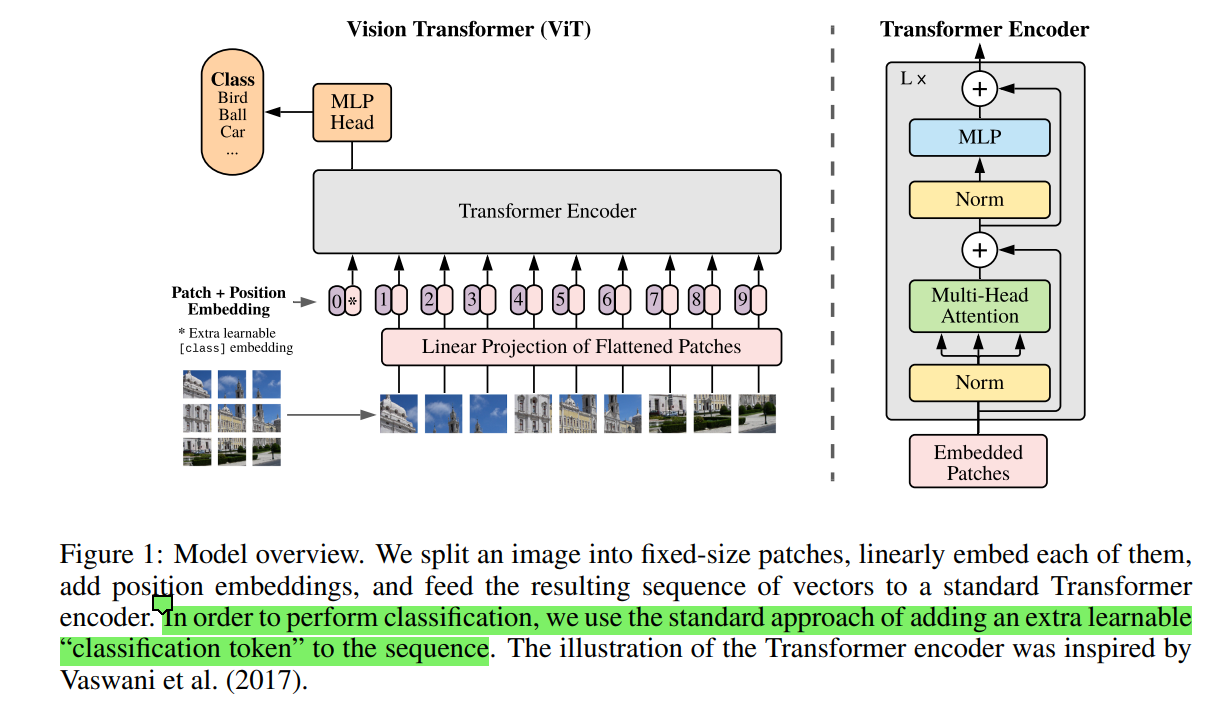 Vision Transformer (ViT)
Class
Bird
Ball
Car
...
MLP
Head
Transformer Encoder
Patch + Position
Embedding
* Extra learnable
[class] embedding
0 * 1 2 3 4 5 6 7 8 9
Linear Projection of Flattened Patches
Transformer Encoder
L x
+
MLP
Norm
+
Multi-Head
Attention
Norm
Embedded
Patches
Figure 1: Model overview. We split an image into fixed-size patches, linearly embed each of them,
add position embeddings, and feed the resulting sequence of vectors to a standard Transformer
encoder. In order to perform classification, we use the standard approach of adding an extra learnable
“classification token” to the sequence. The illustration of the Transformer encoder was inspired by
Vaswani et al. (2017).